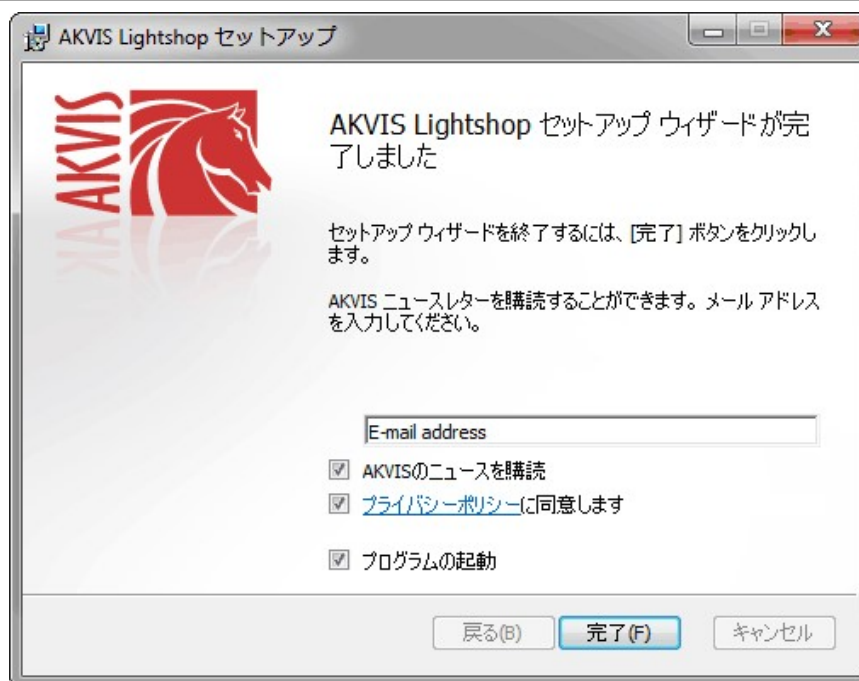 AKVIS Lightshop セットアップ
AKVIS
AKVIS Lightshop セットアップ ウィザードが完
了しました
セットアップ ウィザードを終了するには、[完了] ボタンをクリックし
ます。
AKVIS ニュースレターを購読することができます。メール アドレス
を入力してください。
E-mail address
AKVISのニュースを購読
プライバシーポリシーに同意します
プログラムの起動
戻る(B)
完了(F)
キャンセル